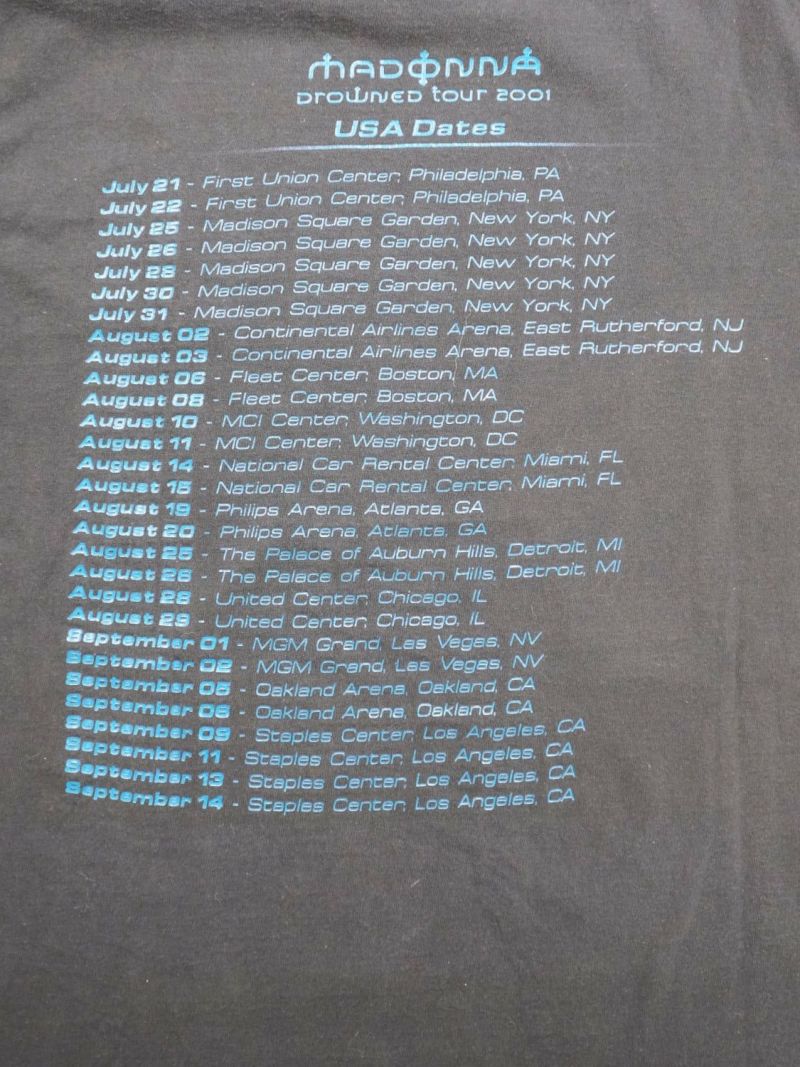 MADONNA
DROWNED tour 2001
USA Dates
July 21 - First Union Center, Philadelphia, PA
July 22 - First Union Center, Philadelphia, PA
July 25 - Madison Square Garden, New York, NY
July 26 - Madison Square Garden, New York, NY
July 28 - Madison Square Garden, New York, NY
July 30 - Madison Square Garden, New York, NY
July 31 - Madison Square Garden, New York, NY
August 02 - Continental Airlines Arena, East Rutherford, NJ
August 03 - Continental Airlines Arena, East Rutherford, NJ
August 06 - Fleet Center, Boston, MA
August 08 - Fleet Center, Boston, MA
August 10 - MCI Center, Washington, DC
August 11 - MCI Center, Washington, DC
August 14 - National Car Rental Center, Miami, FL
August 15 - National Car Rental Center, Miami, FL
August 19 - Philips Arena, Atlanta, GA
August 20 - Philips Arena, Atlanta, GA
August 25 - The Palace of Auburn Hills, Detroit, MI
August 26 - The Palace of Auburn Hills, Detroit, MI
August 28 - United Center, Chicago, IL
August 29 - United Center, Chicago, IL
September 01 - MGM Grand, Las Vegas, NV
September 02 - MGM Grand, Las Vegas, NV
September 05 - Oakland Arena, Oakland, CA
September 06 - Oakland Arena, Oakland, CA
September 09 - Staples Center, Los Angeles, CA
September 11 - Staples Center, Los Angeles, CA
September 13 - Staples Center, Los Angeles, CA
September 14 - Staples Center, Los Angeles, CA